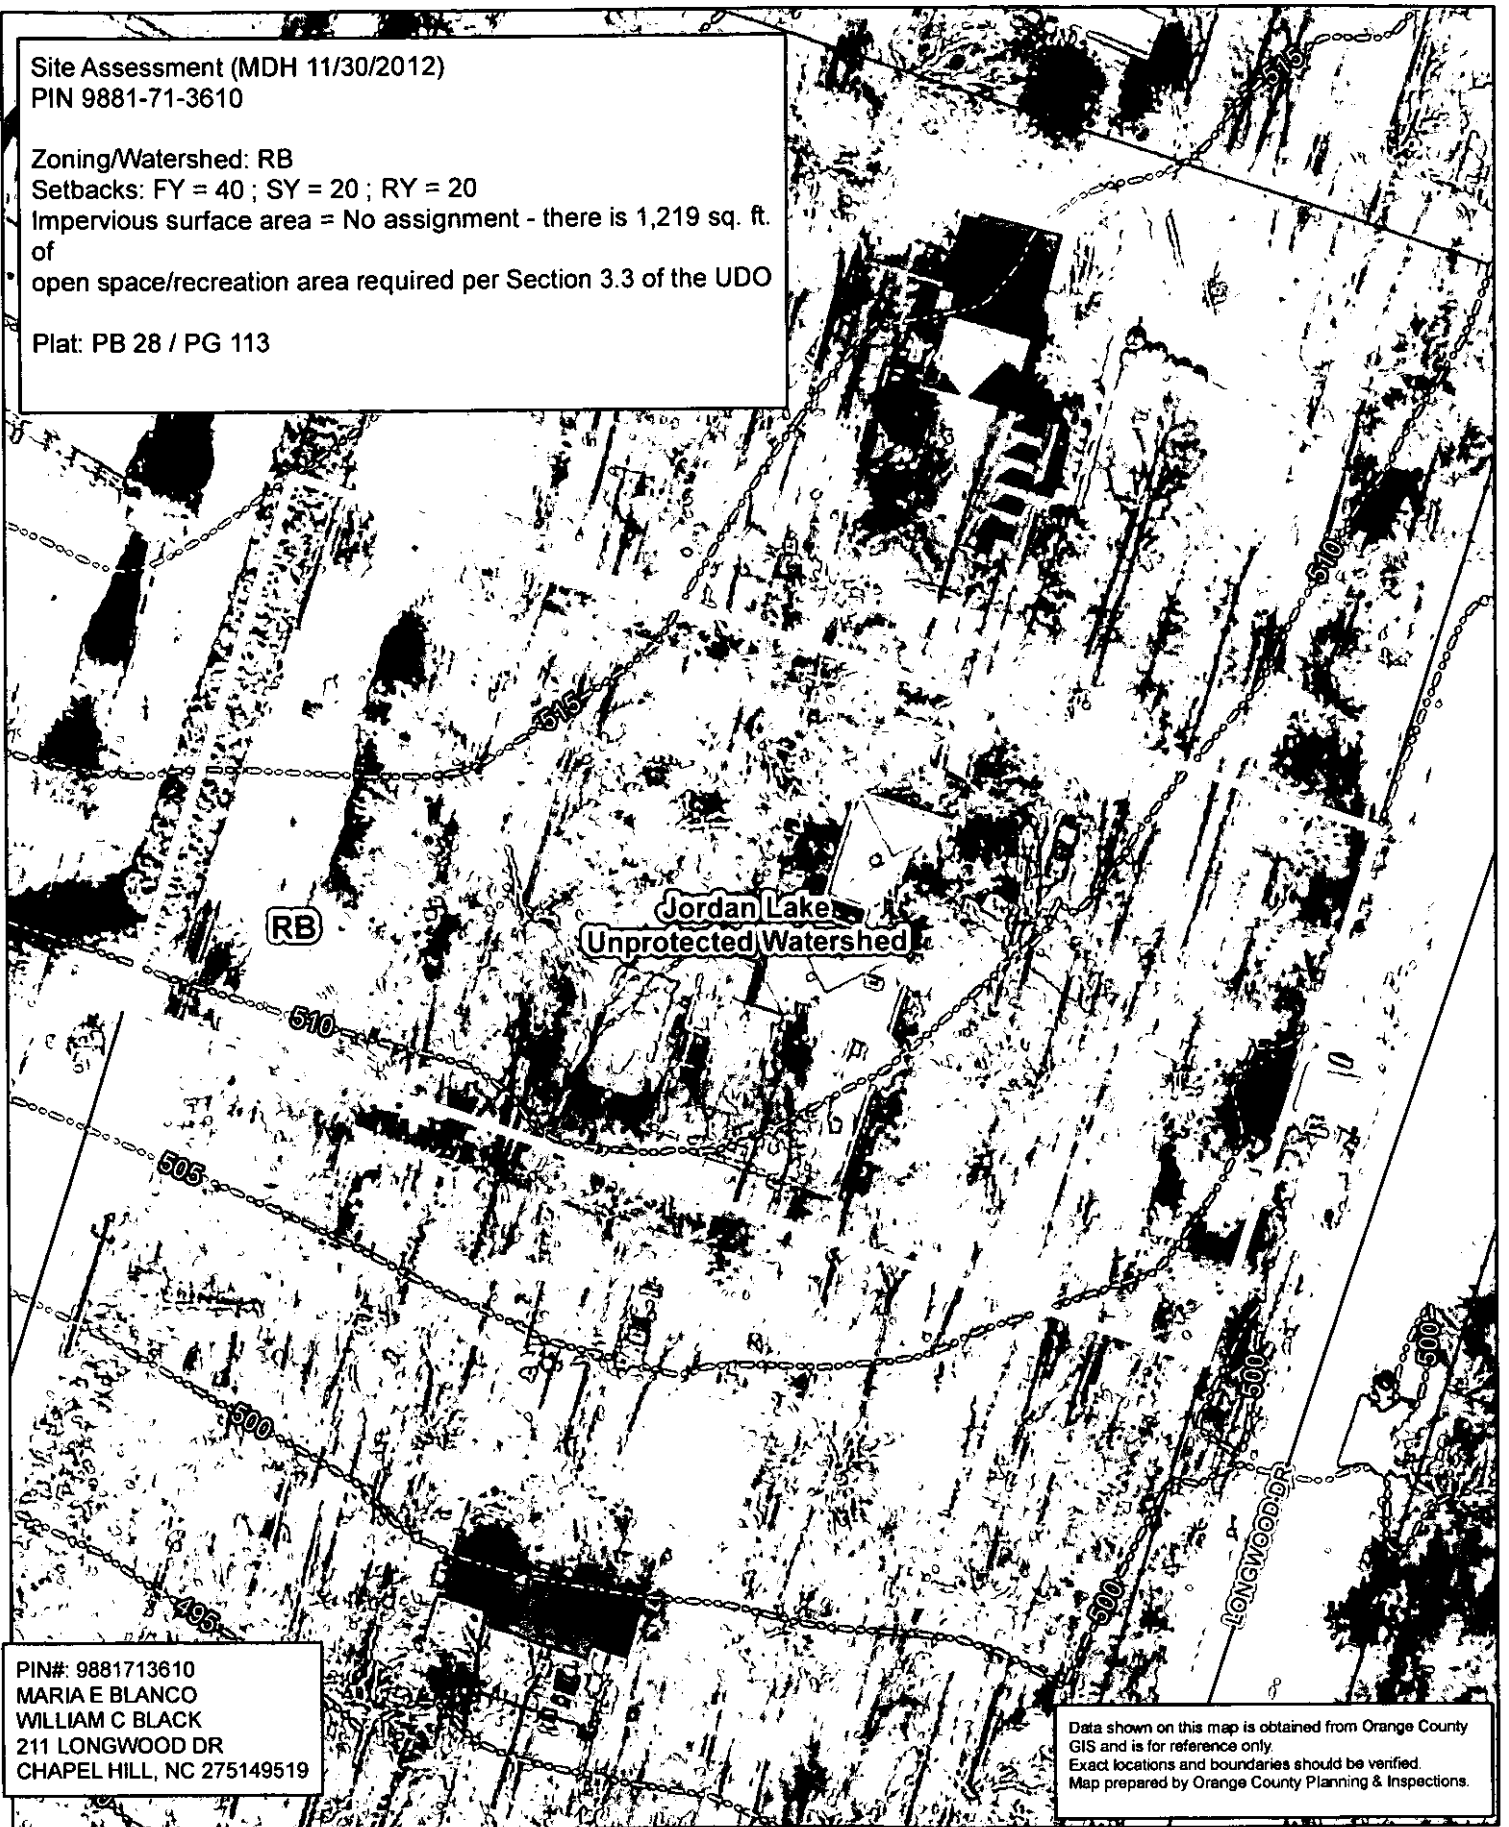 Site Assessment (MDH 11/30/2012)
PIN 9881-71-3610
Zoning/Watershed: RB
Setbacks: FY = 40 ; SY = 20 ; RY = 20
Impervious surface area = No assignment - there is 1,219 sq. ft.
of
open space/recreation area required per Section 3.3 of the UDO
Plat: PB 28 / PG 113
515
510
515
RB
Jordan Lake
Unprotected Watershed
510
505
500
500
500
LONGWOOD DR
500
495
PIN#: 9881713610
MARIA E BLANCO
WILLIAM C BLACK
211 LONGWOOD DR
CHAPEL HILL, NC 275149519
Data shown on this map is obtained from Orange County
GIS and is for reference only.
Exact locations and boundaries should be verified.
Map prepared by Orange County Planning & Inspections.